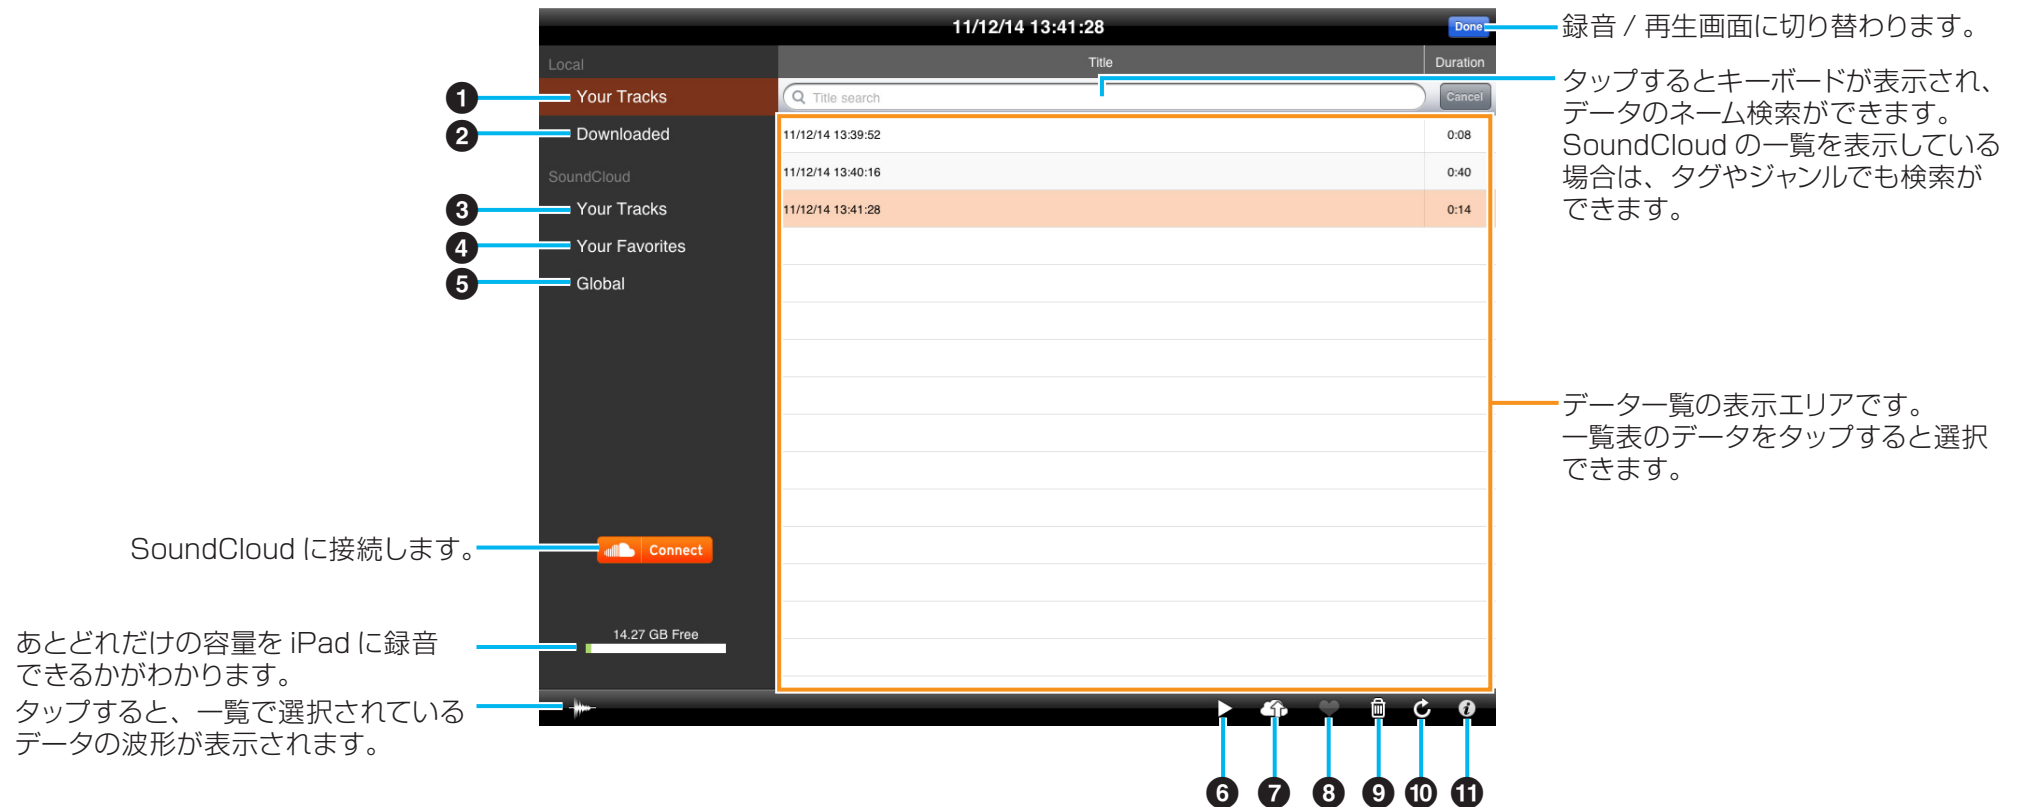 11/12/14 13:41:28
Done
録音 / 再生画面に切り替わります。
Local
Title
Duration
❶
Your Tracks
Title search
Cancel
タップするとキーボードが表示され、
データのネーム検索ができます。
SoundCloud の一覧を表示している
場合は、タグやジャンルでも検索が
できます。
❷
Downloaded
11/12/14 13:39:52
0:08
SoundCloud
11/12/14 13:40:16
0:40
❸
Your Tracks
11/12/14 13:41:28
0:14
❹
Your Favorites
❺
Global
データ一覧の表示エリアです。
一覧表のデータをタップすると選択
できます。
SoundCloud に接続します。
Connect
あとどれだけの容量を iPad に録音
できるかがわかります。
14.27 GB Free
タップすると、一覧で選択されている
データの波形が表示されます。
❻ ❼ ❽ ❾ ❿ ⓫